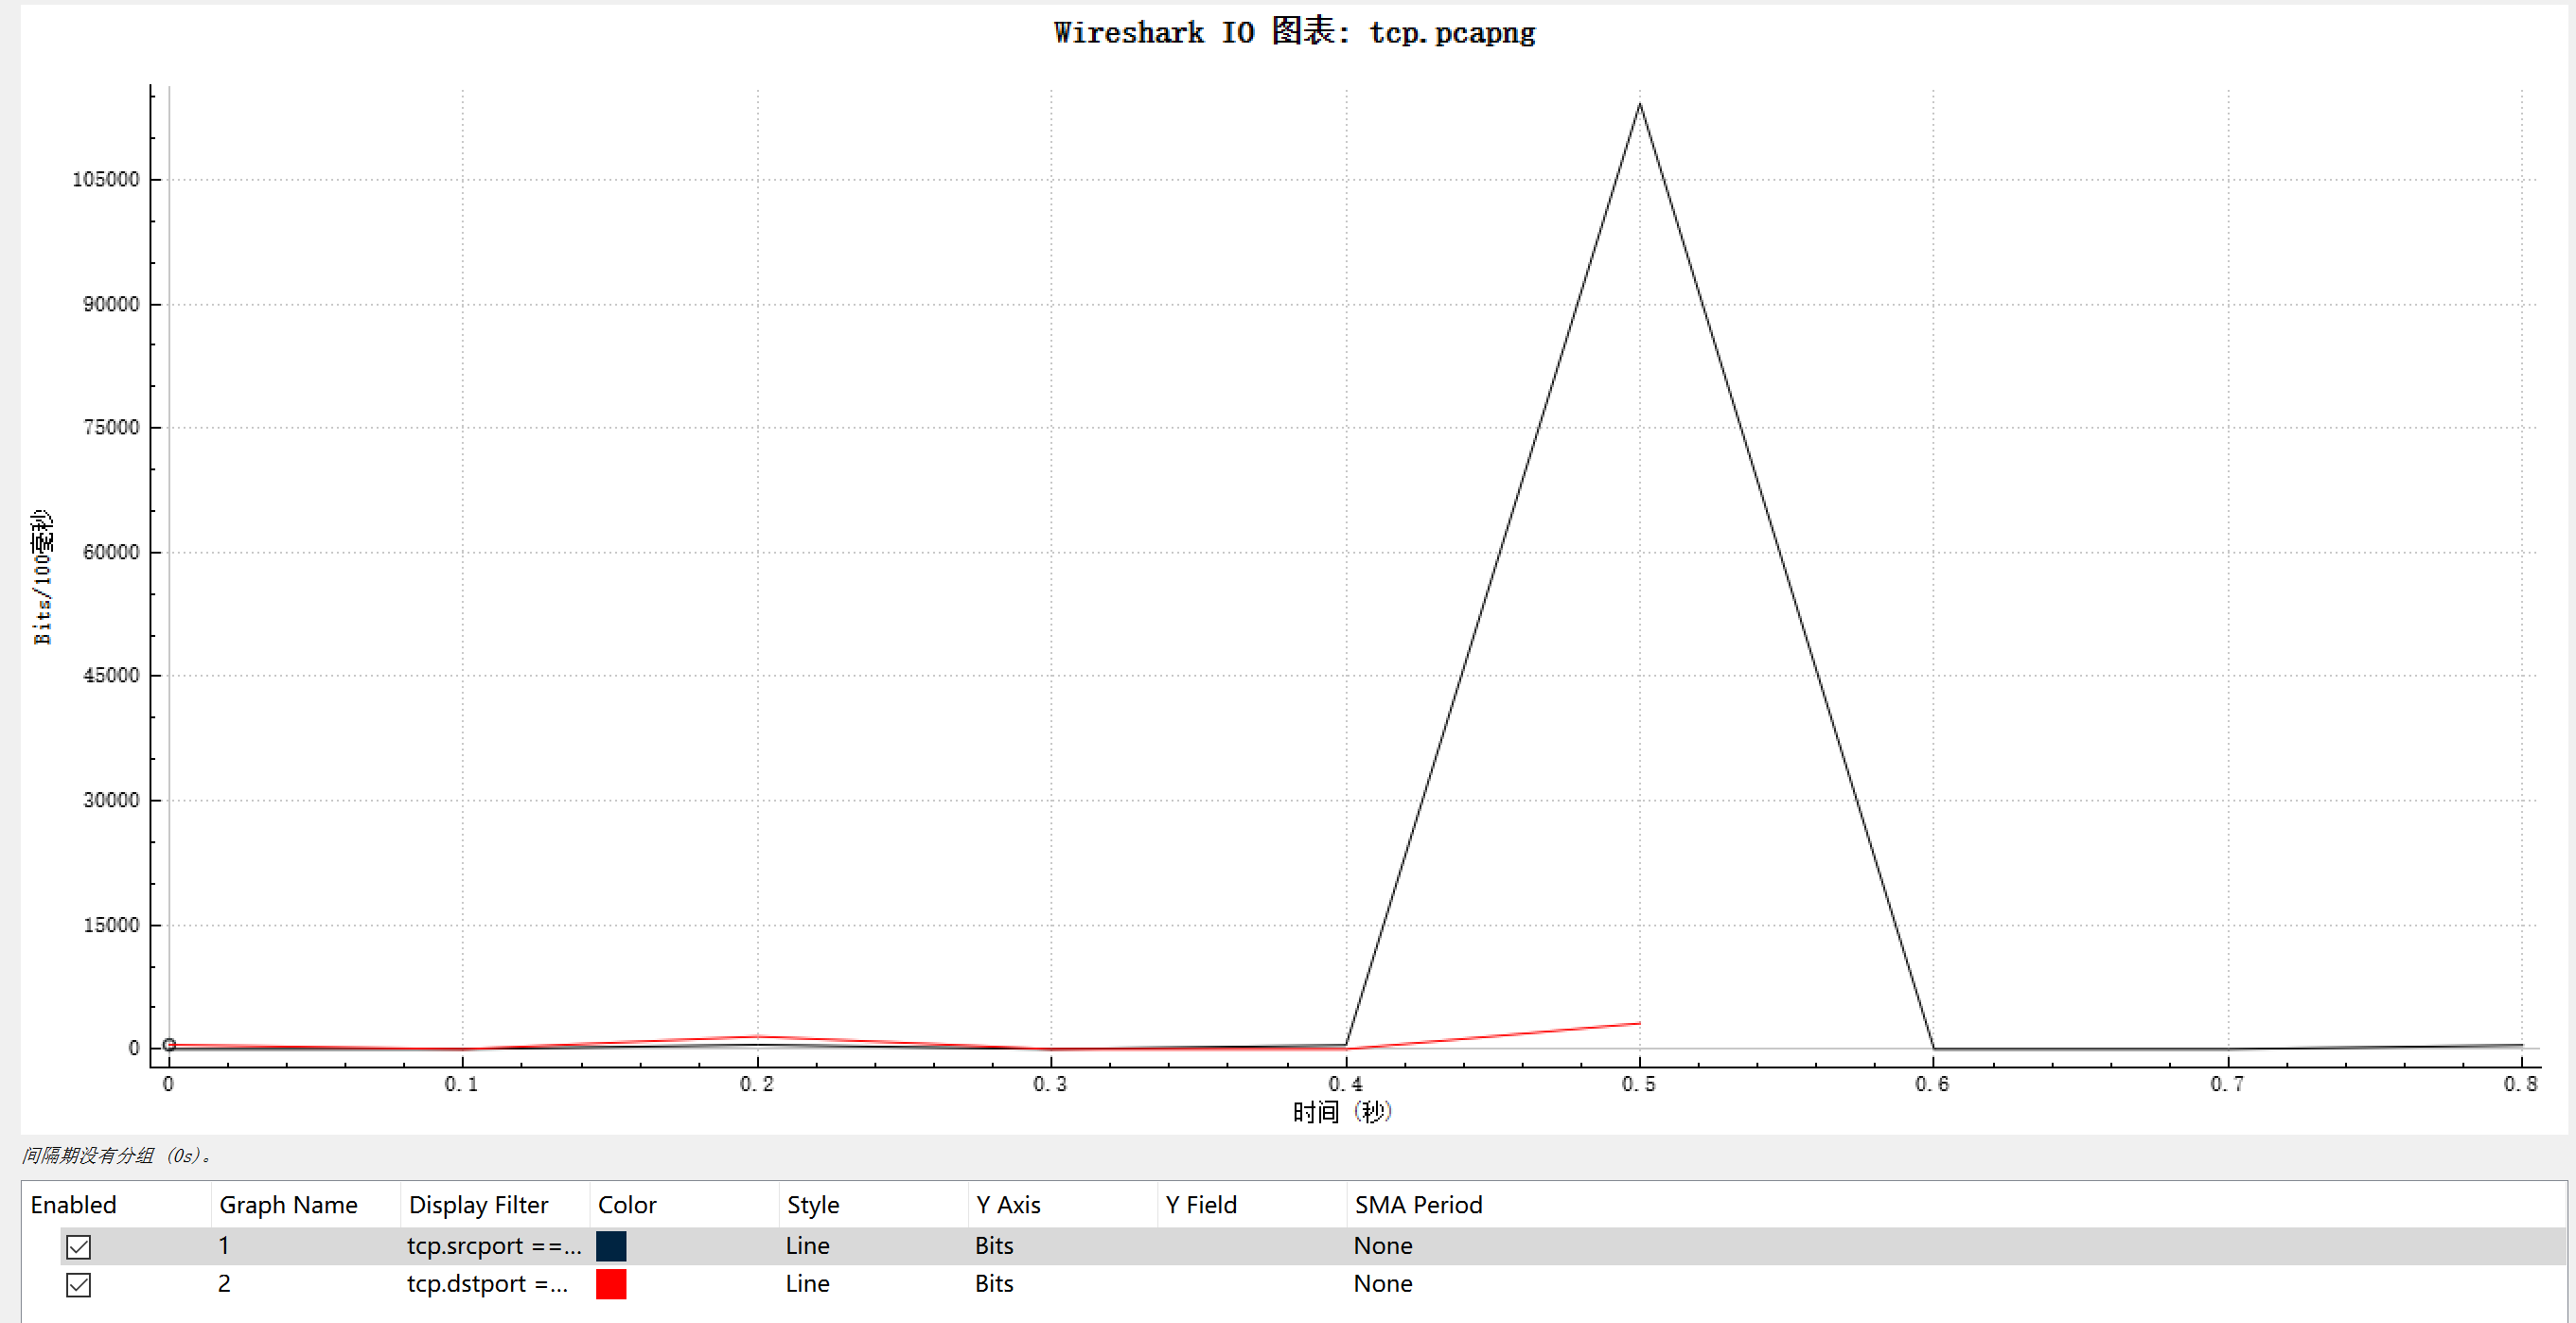 Wireshark IO 图表: tcp.pcapng
105000
90000
75000
60000
45000
30000
15000
0
Bits/100毫秒
0 0.1 0.2 0.3 0.4 0.5 0.6 0.7 0.8
时间 (秒)
间隔期没有分组 (0s)。
Enabled Graph Name Display Filter Color Style Y Axis Y Field SMA Period
1 tcp.srcport ==... Line Bits None
2 tcp.dstport =... Line Bits None